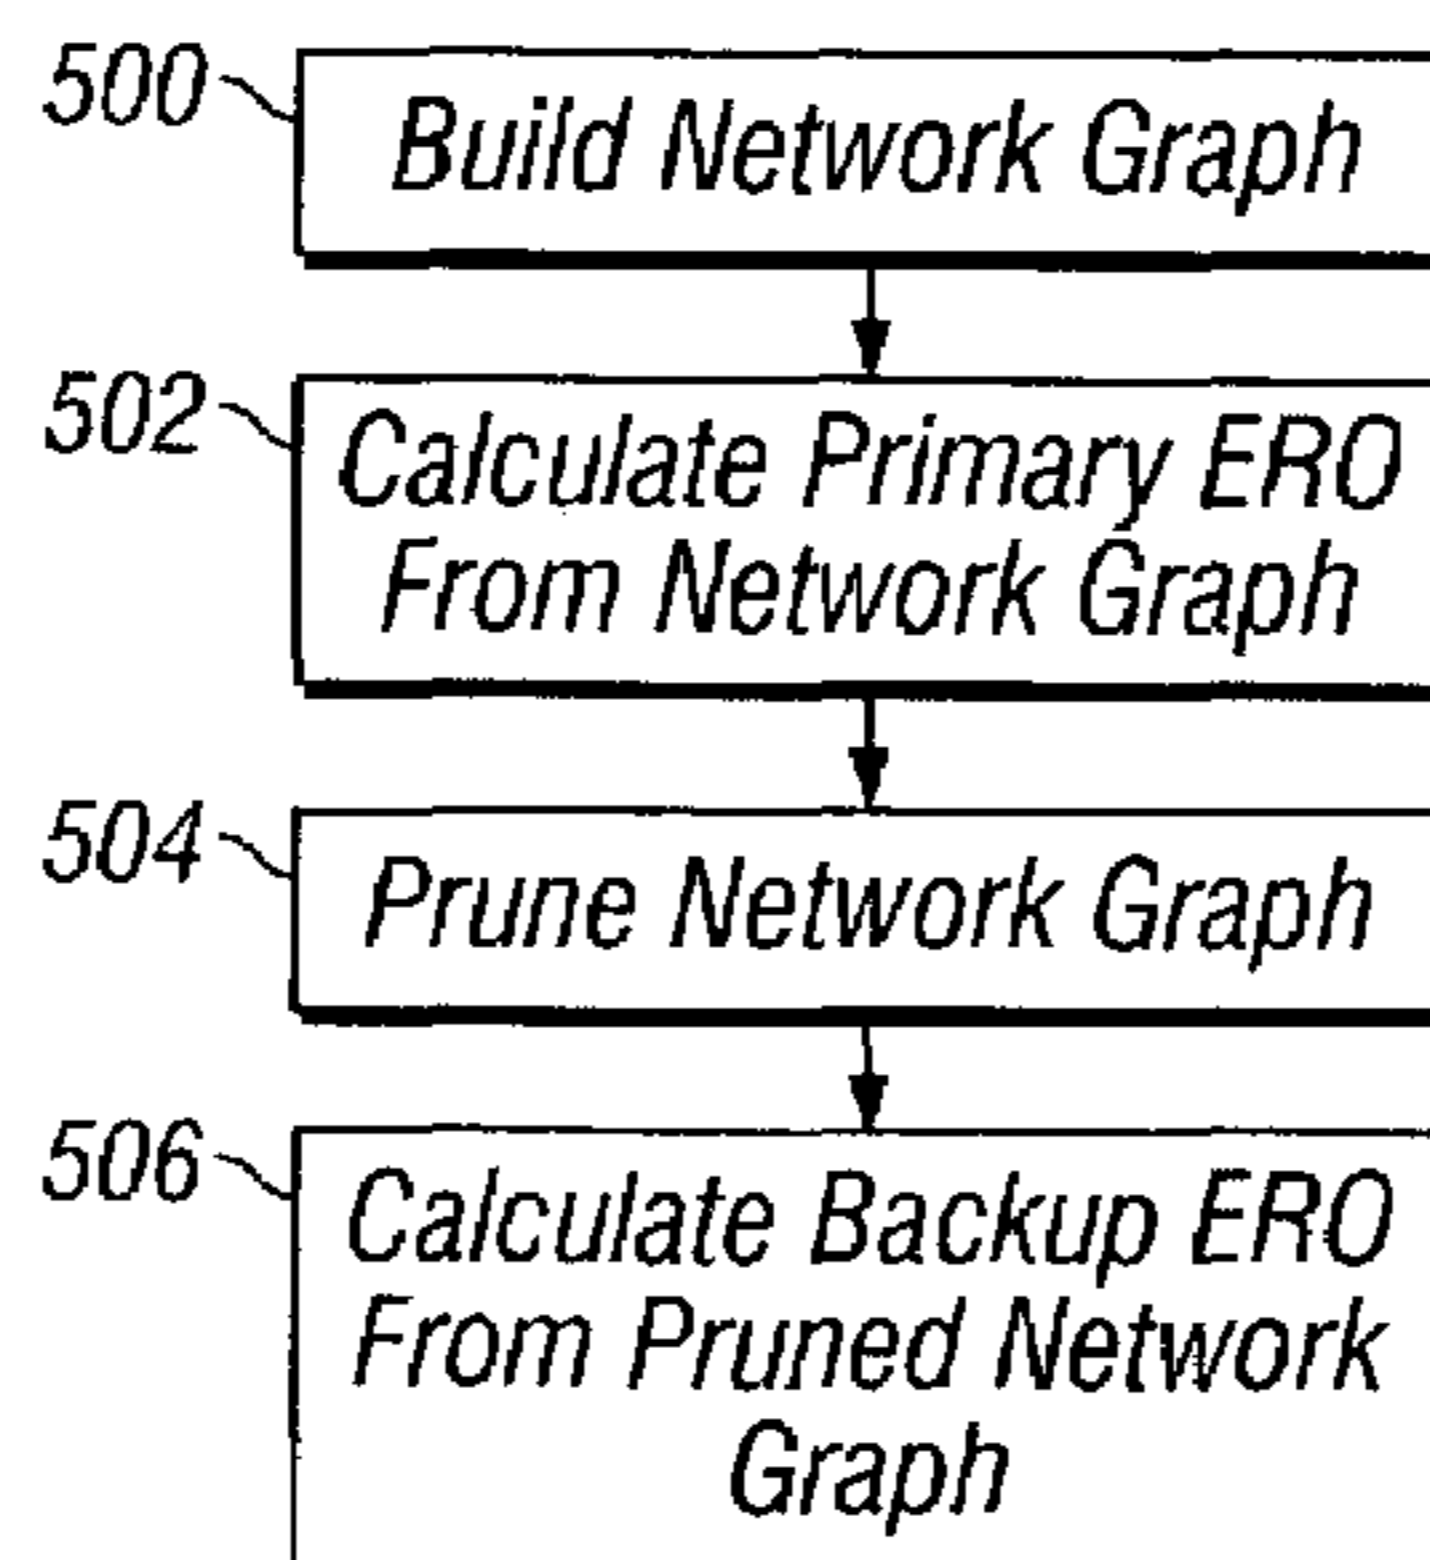 500
Build Network Graph
502
Calculate Primary ERO
From Network Graph
504
Prune Network Graph
506
Calculate Backup ERO
From Pruned Network
Graph